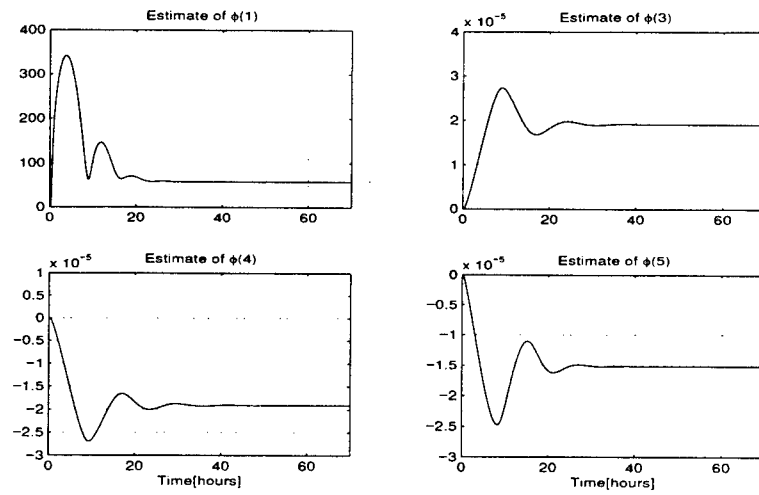 Estimate of ϕ(1)
400
300
200
100
0
0 20 40 60
Estimate of ϕ(3)
× 10⁻⁵
4
3
2
1
0
0 20 40 60
Estimate of ϕ(4)
× 10⁻⁵
1
0.5
0
−0.5
−1
−1.5
−2
−2.5
−3
0 20 40 60
Time[hours]
Estimate of ϕ(5)
× 10⁻⁵
0
−0.5
−1
−1.5
−2
−2.5
−3
0 20 40 60
Time[hours]